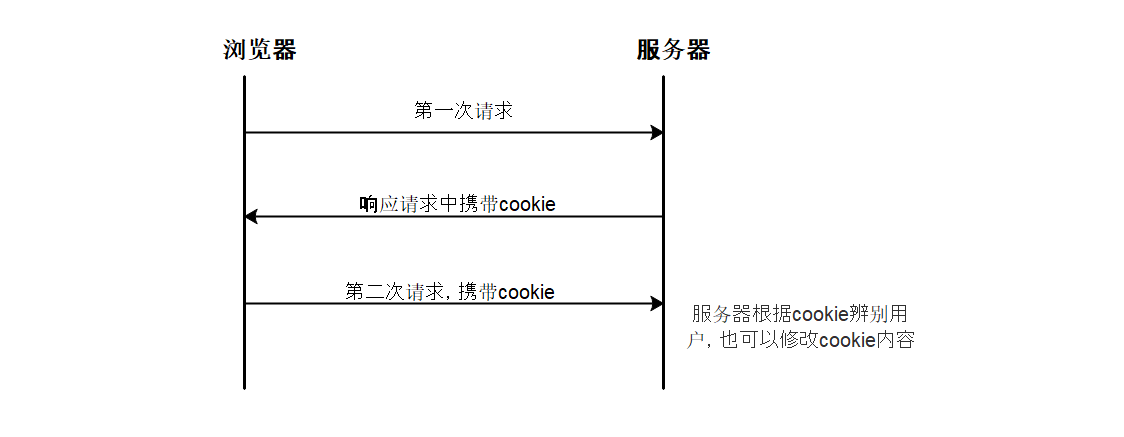 浏览器
服务器
第一次请求
响应请求中携带cookie
第二次请求, 携带cookie
服务器根据cookie辨别用
户, 也可以修改cookie内容